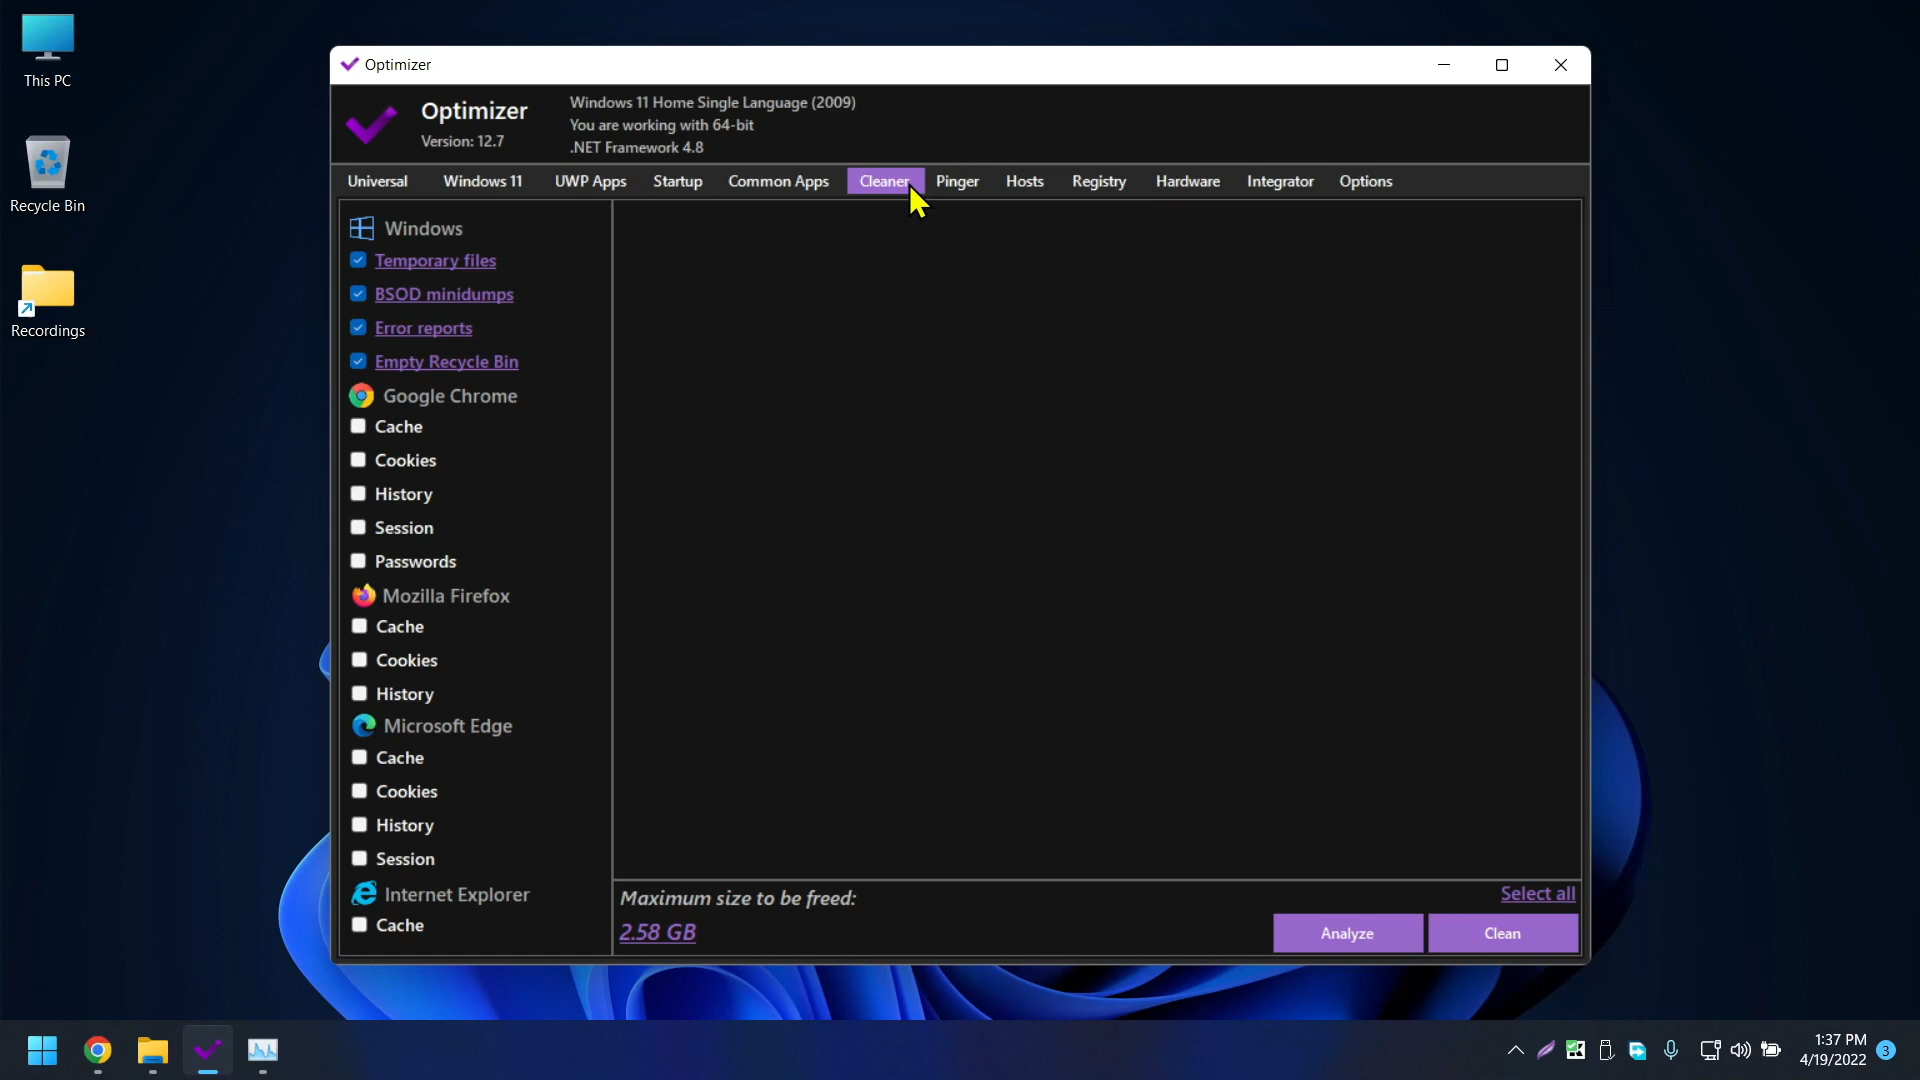 This PC
Recycle Bin
Recordings
Optimizer
Optimizer
Version: 12.7
Windows 11 Home Single Language (2009)
You are working with 64-bit
.NET Framework 4.8
Universal Windows 11 UWP Apps Startup Common Apps Cleaner Pinger Hosts Registry Hardware Integrator Options
Windows
Temporary files
BSOD minidumps
Error reports
Empty Recycle Bin
Google Chrome
Cache
Cookies
History
Session
Passwords
Mozilla Firefox
Cache
Cookies
History
Microsoft Edge
Cache
Cookies
History
Session
Internet Explorer
Cache
Maximum size to be freed:
2.58 GB
Select all
Analyze
Clean
1:37 PM
4/19/2022
3